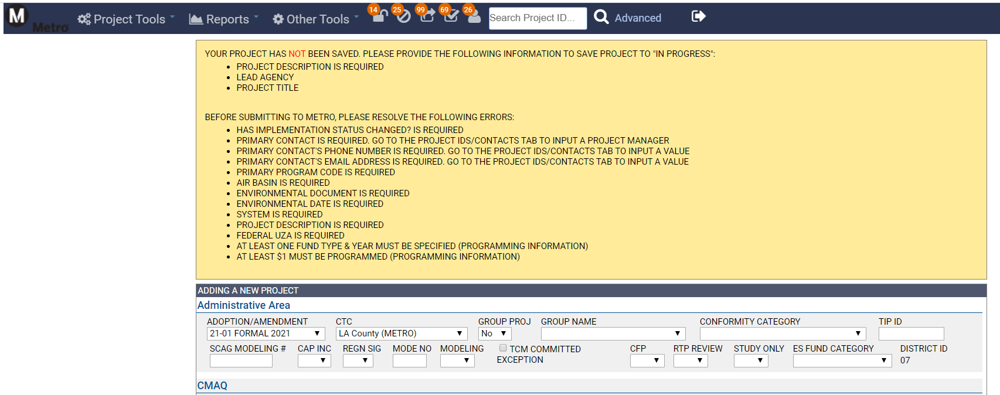 M Metro Project Tools Reports Other Tools 14 25 99 69 26 Search Project ID... Advanced
YOUR PROJECT HAS NOT BEEN SAVED. PLEASE PROVIDE THE FOLLOWING INFORMATION TO SAVE PROJECT TO "IN PROGRESS":
• PROJECT DESCRIPTION IS REQUIRED
• LEAD AGENCY
• PROJECT TITLE
BEFORE SUBMITTING TO METRO, PLEASE RESOLVE THE FOLLOWING ERRORS:
• HAS IMPLEMENTATION STATUS CHANGED? IS REQUIRED
• PRIMARY CONTACT IS REQUIRED. GO TO THE PROJECT IDS/CONTACTS TAB TO INPUT A PROJECT MANAGER
• PRIMARY CONTACT'S PHONE NUMBER IS REQUIRED. GO TO THE PROJECT IDS/CONTACTS TAB TO INPUT A VALUE
• PRIMARY CONTACT'S EMAIL ADDRESS IS REQUIRED. GO TO THE PROJECT IDS/CONTACTS TAB TO INPUT A VALUE
• PRIMARY PROGRAM CODE IS REQUIRED
• AIR BASIN IS REQUIRED
• ENVIRONMENTAL DOCUMENT IS REQUIRED
• ENVIRONMENTAL DATE IS REQUIRED
• SYSTEM IS REQUIRED
• PROJECT DESCRIPTION IS REQUIRED
• FEDERAL UZA IS REQUIRED
• AT LEAST ONE FUND TYPE & YEAR MUST BE SPECIFIED (PROGRAMMING INFORMATION)
• AT LEAST $1 MUST BE PROGRAMMED (PROGRAMMING INFORMATION)
ADDING A NEW PROJECT
Administrative Area
ADOPTION/AMENDMENT CTC GROUP PROJ GROUP NAME CONFORMITY CATEGORY TIP ID
21-01 FORMAL 2021 LA County (METRO) No
SCAG MODELING # CAP INC REGN SIG MODE NO MODELING TCM COMMITTED CFP RTP REVIEW STUDY ONLY ES FUND CATEGORY DISTRICT ID
EXCEPTION 07
CMAQ